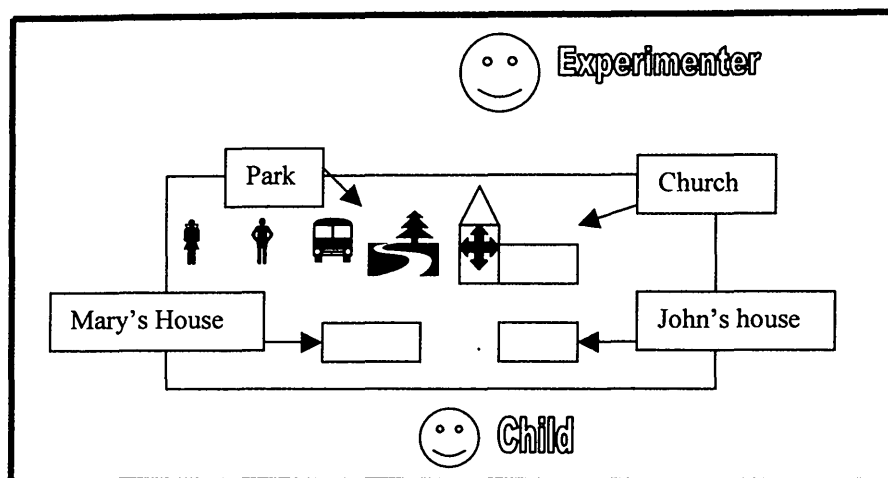 Experimenter
Park
Church
Mary's House
John's house
Child